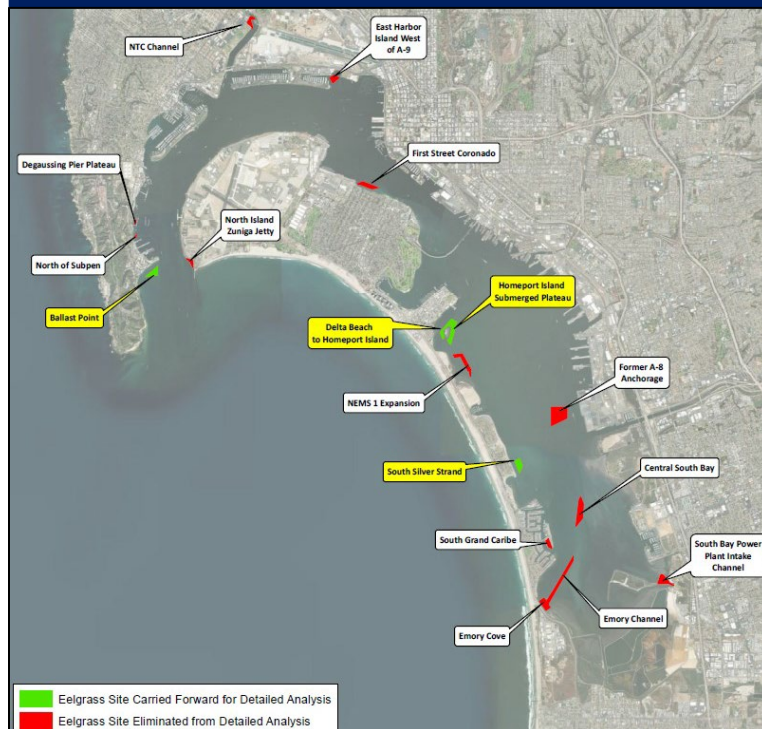 NTC Channel
East Harbor
Island West
of A-9
Degaussing Pier Plateau
First Street Coronado
North Island
Zuniga Jetty
North of Subpen
Ballast Point
Homeport Island
Submerged Plateau
Delta Beach
to Homeport Island
NEMS 1 Expansion
Former A-8
Anchorage
South Silver Strand
Central South Bay
South Grand Caribe
South Bay Power
Plant Intake
Channel
Emory Channel
Emory Cove
Eelgrass Site Carried Forward for Detailed Analysis
Eelgrass Site Eliminated from Detailed Analysis